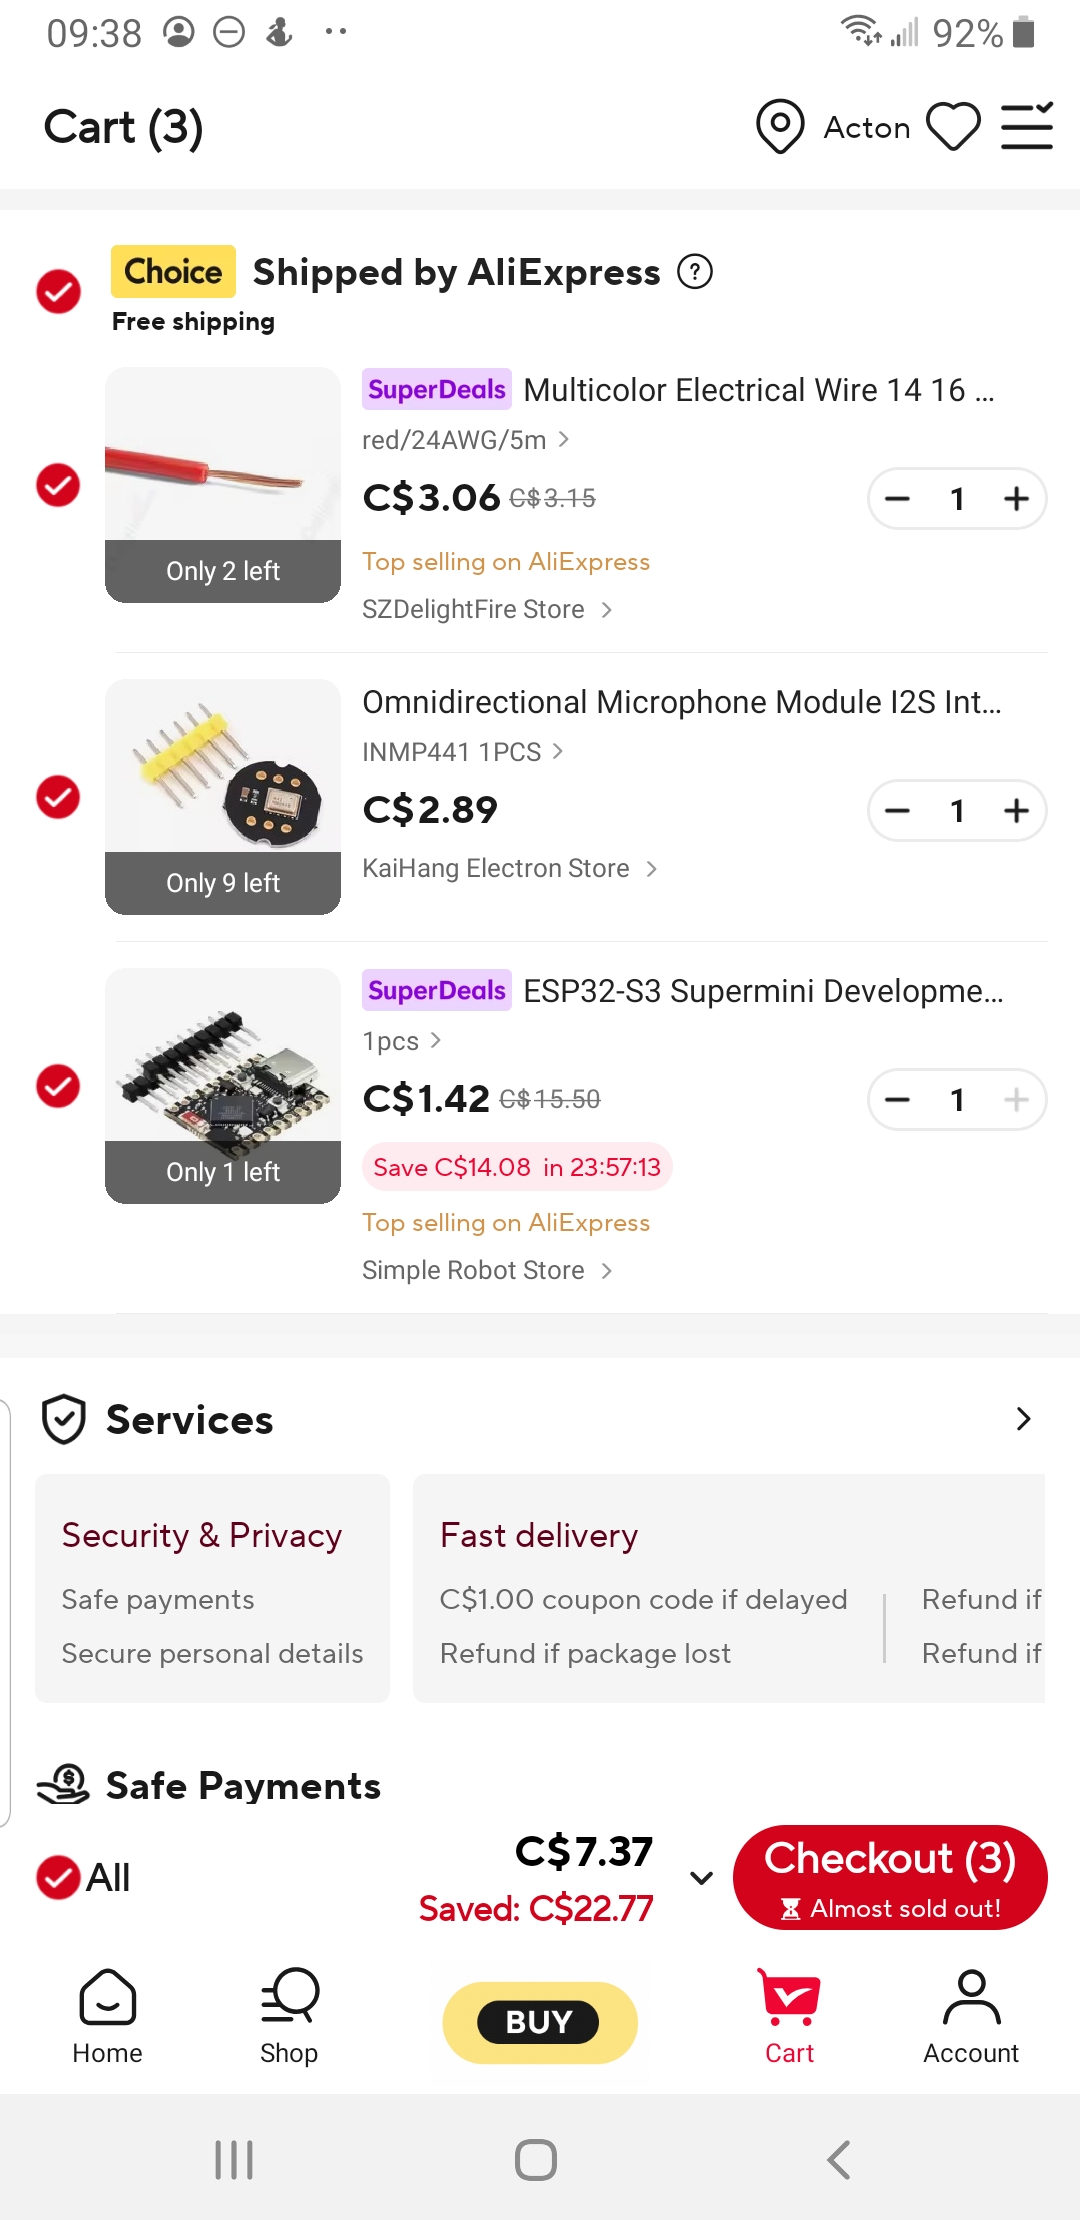 09:38
92%
Cart (3)
Acton
Choice Shipped by AliExpress ?
Free shipping
SuperDeals Multicolor Electrical Wire 14 16 ...
red/24AWG/5m >
C$3.06 C$3.15
- 1 +
Only 2 left
Top selling on AliExpress
SZDelightFire Store >
Omnidirectional Microphone Module I2S Int...
INMP441 1PCS >
C$2.89
- 1 +
Only 9 left
KaiHang Electron Store >
SuperDeals ESP32-S3 Supermini Developme...
1pcs >
C$1.42 C$15.50
- 1 +
Only 1 left
Save C$14.08 in 23:57:13
Top selling on AliExpress
Simple Robot Store >
Services >
Security & Privacy
Safe payments
Secure personal details
Fast delivery
C$1.00 coupon code if delayed
Refund if package lost
Refund if
Refund if
Safe Payments
All
C$7.37
Saved: C$22.77
Checkout (3)
Almost sold out!
Home
Shop
BUY
Cart
Account